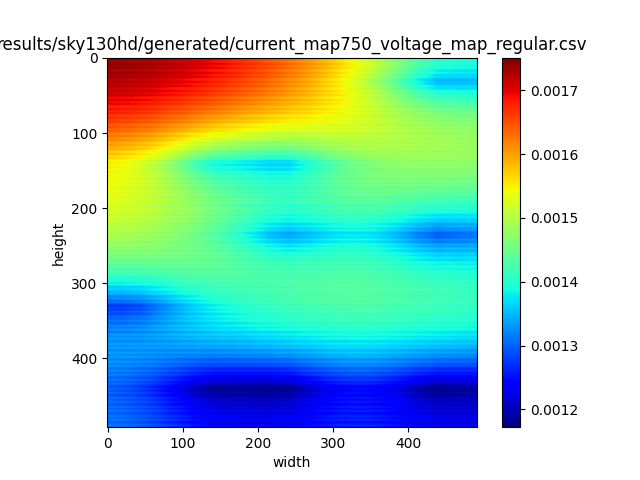 results/sky130hd/generated/current_map750_voltage_map_regular.csv
0
100
200
300
400
height
0 100 200 300 400
width
0.0017
0.0016
0.0015
0.0014
0.0013
0.0012